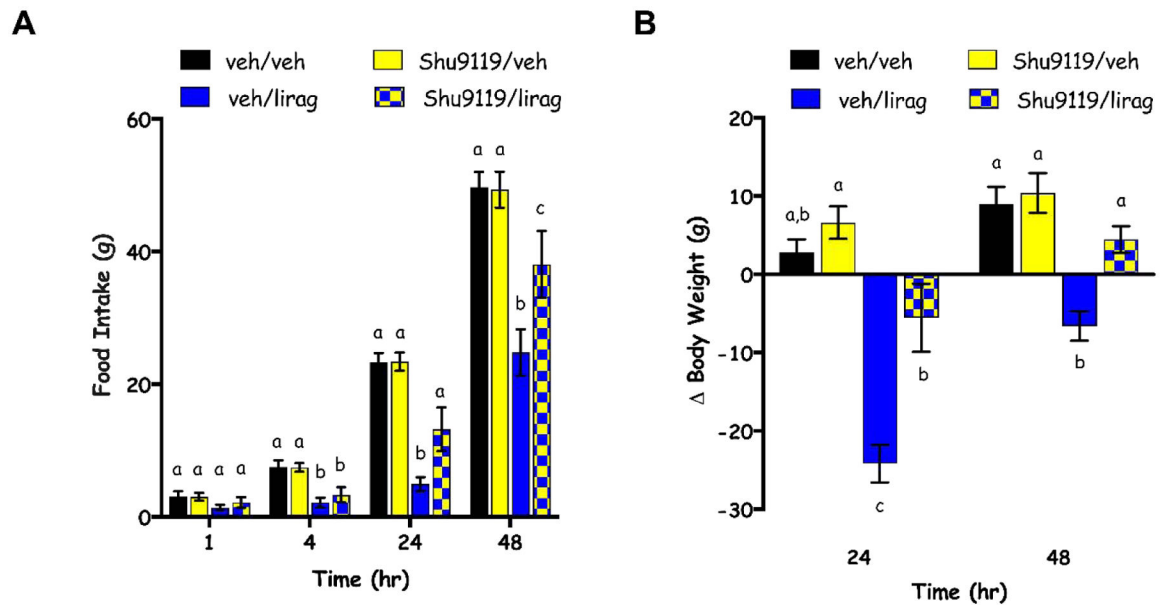 A
veh/veh
Shu9119/veh
veh/lirag
Shu9119/lirag
60
40
20
0
Food Intake (g)
a a a a
a a b b
a a b a
a a b c
1 4 24 48
Time (hr)
B
veh/veh
Shu9119/veh
veh/lirag
Shu9119/lirag
20
10
0
-10
-20
-30
Δ Body Weight (g)
a,b a c b
a a b a
24 48
Time (hr)